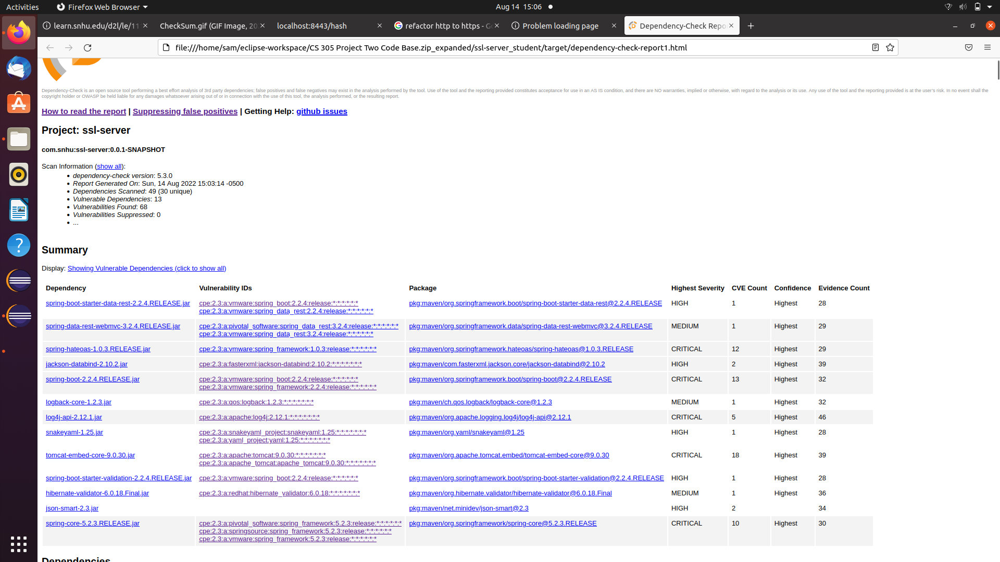 Activities Firefox Web Browser Aug 14 15:06
learn.snhu.edu/d2l/le/11 CheckSum.gif (GIF Image, 20 localhost:8443/hash refactor http to https - Go Problem loading page Dependency-Check Repo
file:///home/sam/eclipse-workspace/CS 305 Project Two Code Base.zip_expanded/ssl-server_student/target/dependency-check-report1.html
Dependency-Check is an open source tool performing a best effort analysis of 3rd party dependencies; false positives and false negatives may exist in the analysis performed by the tool. Use of the tool and the reporting provided constitutes acceptance for use in an AS IS condition, and there are NO warranties, implied or otherwise, with regard to the analysis or its use. Any use of the tool and the reporting provided is at the user's risk. In no event shall the
copyright holder or OWASP be held liable for any damages whatsoever arising out of or in connection with the use of this tool, the analysis performed, or the resulting report.
How to read the report | Suppressing false positives | Getting Help: github issues
Project: ssl-server
com.snhu:ssl-server:0.0.1-SNAPSHOT
Scan Information (show all):
• dependency-check version: 5.3.0
• Report Generated On: Sun, 14 Aug 2022 15:03:14 -0500
• Dependencies Scanned: 49 (30 unique)
• Vulnerable Dependencies: 13
• Vulnerabilities Found: 68
• Vulnerabilities Suppressed: 0
• ...
Summary
Display: Showing Vulnerable Dependencies (click to show all)
Dependency Vulnerability IDs Package Highest Severity CVE Count Confidence Evidence Count
spring-boot-starter-data-rest-2.2.4.RELEASE.jar cpe:2.3:a:vmware:spring_boot:2.2.4:release:*:*:*:*:*:* pkg:maven/org.springframework.boot/spring-boot-starter-data-rest@2.2.4.RELEASE HIGH 1 Highest 28
cpe:2.3:a:vmware:spring_data_rest:2.2.4:release:*:*:*:*:*:*
spring-data-rest-webmvc-3.2.4.RELEASE.jar cpe:2.3:a:pivotal_software:spring_data_rest:3.2.4:release:*:*:*:*:*:* pkg:maven/org.springframework.data/spring-data-rest-webmvc@3.2.4.RELEASE MEDIUM 1 Highest 29
cpe:2.3:a:vmware:spring_data_rest:3.2.4:release:*:*:*:*:*:*
spring-hateoas-1.0.3.RELEASE.jar cpe:2.3:a:vmware:spring_framework:1.0.3:release:*:*:*:*:*:* pkg:maven/org.springframework.hateoas/spring-hateoas@1.0.3.RELEASE CRITICAL 12 Highest 29
jackson-databind-2.10.2.jar cpe:2.3:a:fasterxml:jackson-databind:2.10.2:*:*:*:*:*:*:* pkg:maven/com.fasterxml.jackson.core/jackson-databind@2.10.2 HIGH 2 Highest 39
spring-boot-2.2.4.RELEASE.jar cpe:2.3:a:vmware:spring_boot:2.2.4:release:*:*:*:*:*:* pkg:maven/org.springframework.boot/spring-boot@2.2.4.RELEASE CRITICAL 13 Highest 32
cpe:2.3:a:vmware:spring_framework:2.2.4:release:*:*:*:*:*:*
logback-core-1.2.3.jar cpe:2.3:a:qos:logback:1.2.3:*:*:*:*:*:*:* pkg:maven/ch.qos.logback/logback-core@1.2.3 MEDIUM 1 Highest 32
log4j-api-2.12.1.jar cpe:2.3:a:apache:log4j:2.12.1:*:*:*:*:*:*:* pkg:maven/org.apache.logging.log4j/log4j-api@2.12.1 CRITICAL 5 Highest 46
snakeyaml-1.25.jar cpe:2.3:a:snakeyaml_project:snakeyaml:1.25:*:*:*:*:*:*:* pkg:maven/org.yaml/snakeyaml@1.25 HIGH 1 Highest 28
cpe:2.3:a:yaml_project:yaml:1.25:*:*:*:*:*:*:*
tomcat-embed-core-9.0.30.jar cpe:2.3:a:apache:tomcat:9.0.30:*:*:*:*:*:*:* pkg:maven/org.apache.tomcat.embed/tomcat-embed-core@9.0.30 CRITICAL 18 Highest 39
cpe:2.3:a:apache_tomcat:apache_tomcat:9.0.30:*:*:*:*:*:*:*
spring-boot-starter-validation-2.2.4.RELEASE.jar cpe:2.3:a:vmware:spring_boot:2.2.4:release:*:*:*:*:*:* pkg:maven/org.springframework.boot/spring-boot-starter-validation@2.2.4.RELEASE HIGH 1 Highest 28
hibernate-validator-6.0.18.Final.jar cpe:2.3:a:redhat:hibernate_validator:6.0.18:*:*:*:*:*:*:* pkg:maven/org.hibernate.validator/hibernate-validator@6.0.18.Final MEDIUM 1 Highest 36
json-smart-2.3.jar pkg:maven/net.minidev/json-smart@2.3 HIGH 2 34
spring-core-5.2.3.RELEASE.jar cpe:2.3:a:pivotal_software:spring_framework:5.2.3:release:*:*:*:*:*:* pkg:maven/org.springframework/spring-core@5.2.3.RELEASE CRITICAL 10 Highest 30
cpe:2.3:a:springsource:spring_framework:5.2.3:release:*:*:*:*:*:*
cpe:2.3:a:vmware:spring_framework:5.2.3:release:*:*:*:*:*:*
Dependencies